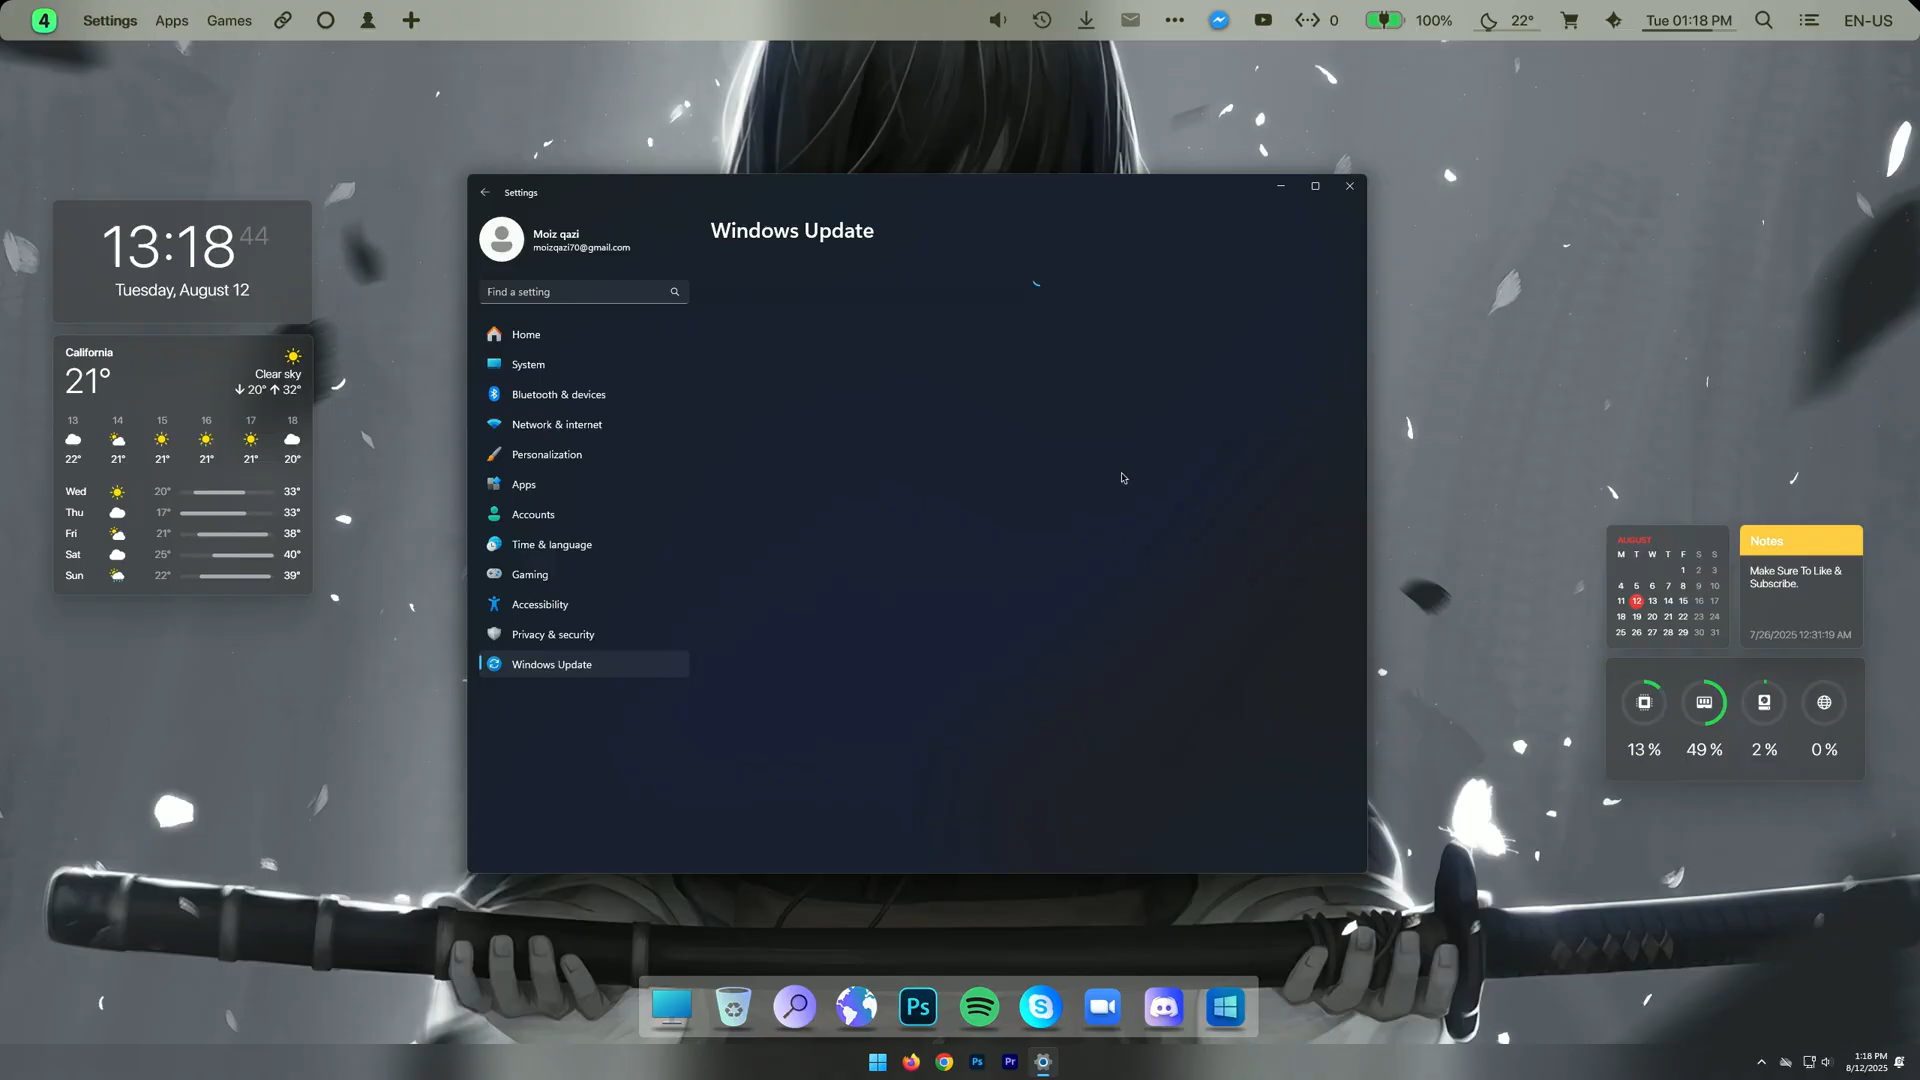 4 Settings Apps Games 0 100% 22° Tue 01:18 PM EN-US
13:18 44
Tuesday, August 12
California
21°
Clear sky
20° 32°
13 14 15 16 17 18
22° 21° 21° 21° 21° 20°
Wed 20° 33°
Thu 17° 33°
Fri 21° 38°
Sat 25° 40°
Sun 22° 39°
Settings
Moiz qazi
moizqazi70@gmail.com
Find a setting
Home
System
Bluetooth & devices
Network & internet
Personalization
Apps
Accounts
Time & language
Gaming
Accessibility
Privacy & security
Windows Update
Windows Update
AUGUST
M T W T F S S
1 2 3
4 5 6 7 8 9 10
11 12 13 14 15 16 17
18 19 20 21 22 23 24
25 26 27 28 29 30 31
Notes
Make Sure To Like &
Subscribe.
7/26/2025 12:31:19 AM
13% 49% 2% 0%
Ps
Ps Pr
1:18 PM
8/12/2025